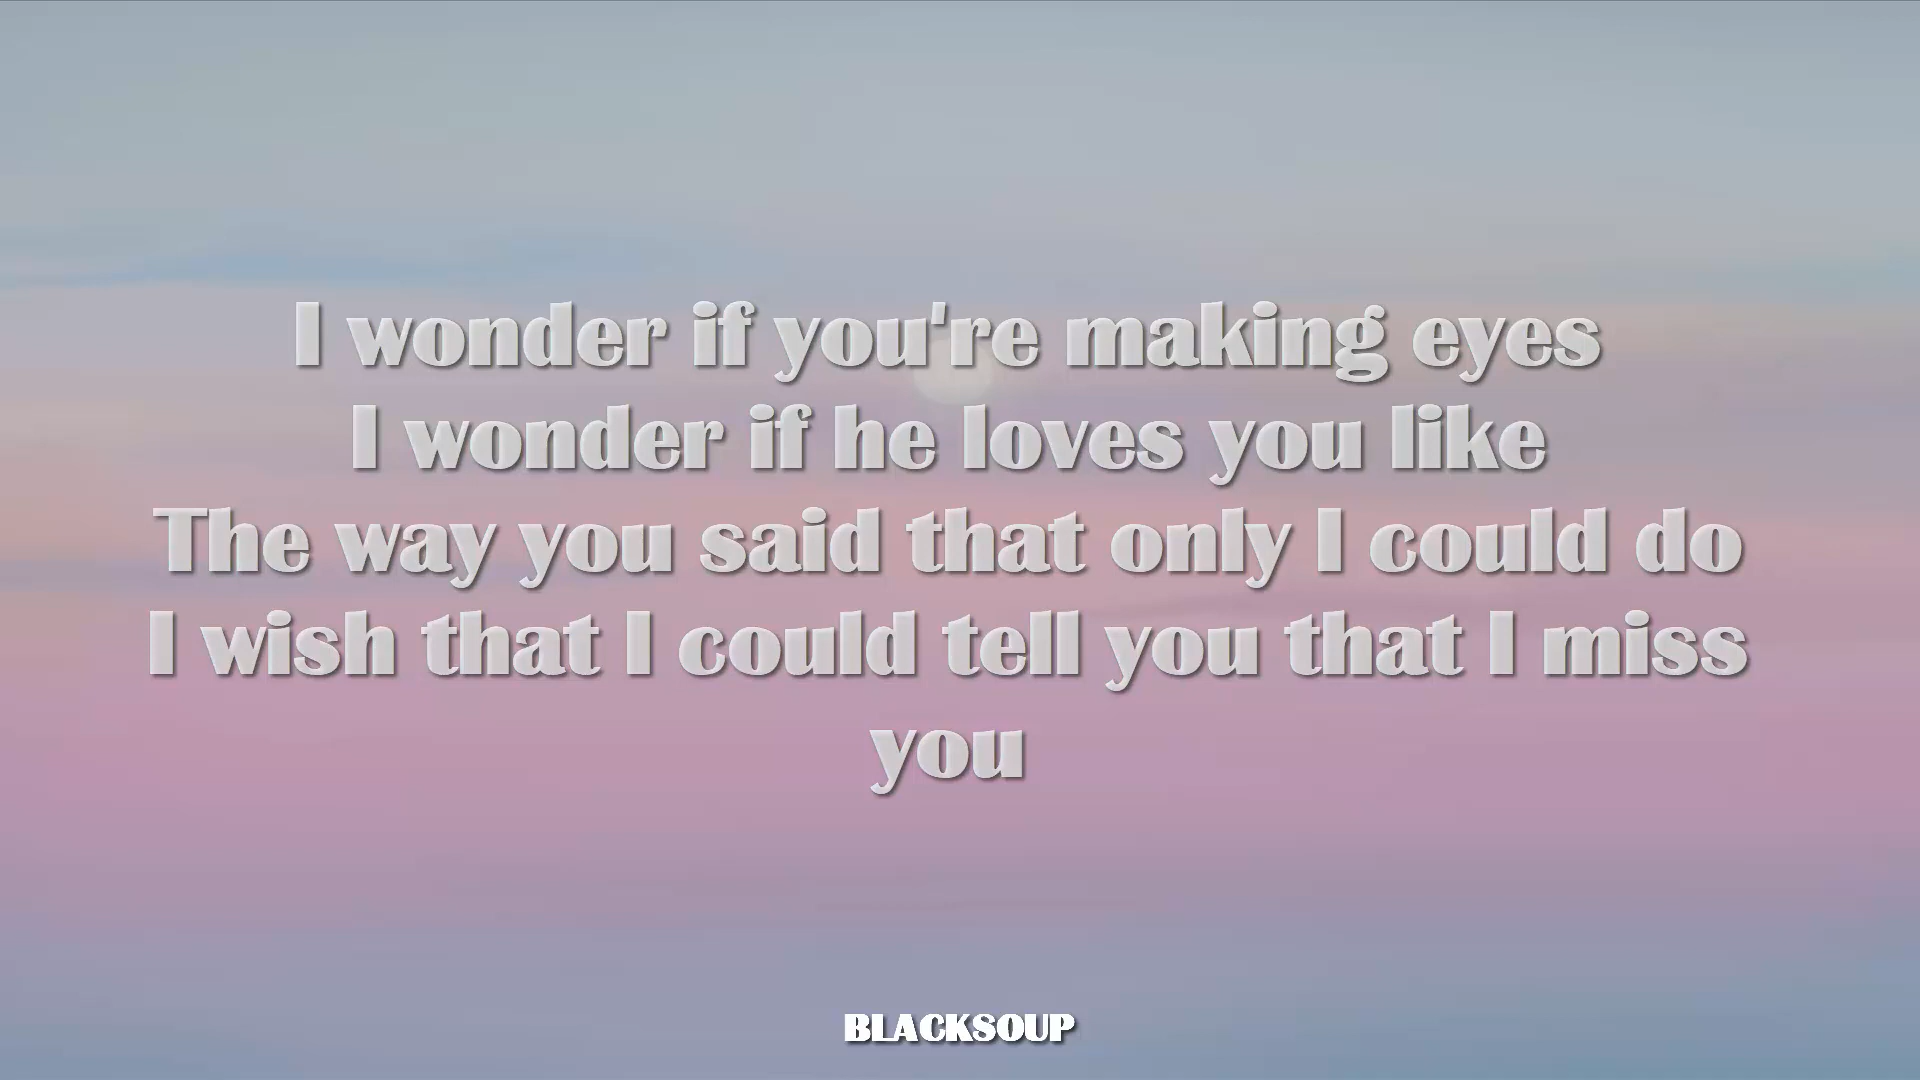 I wonder if you're making eyes
I wonder if he loves you like
The way you said that only I could do
I wish that I could tell you that I miss
you
BLACKSOUP